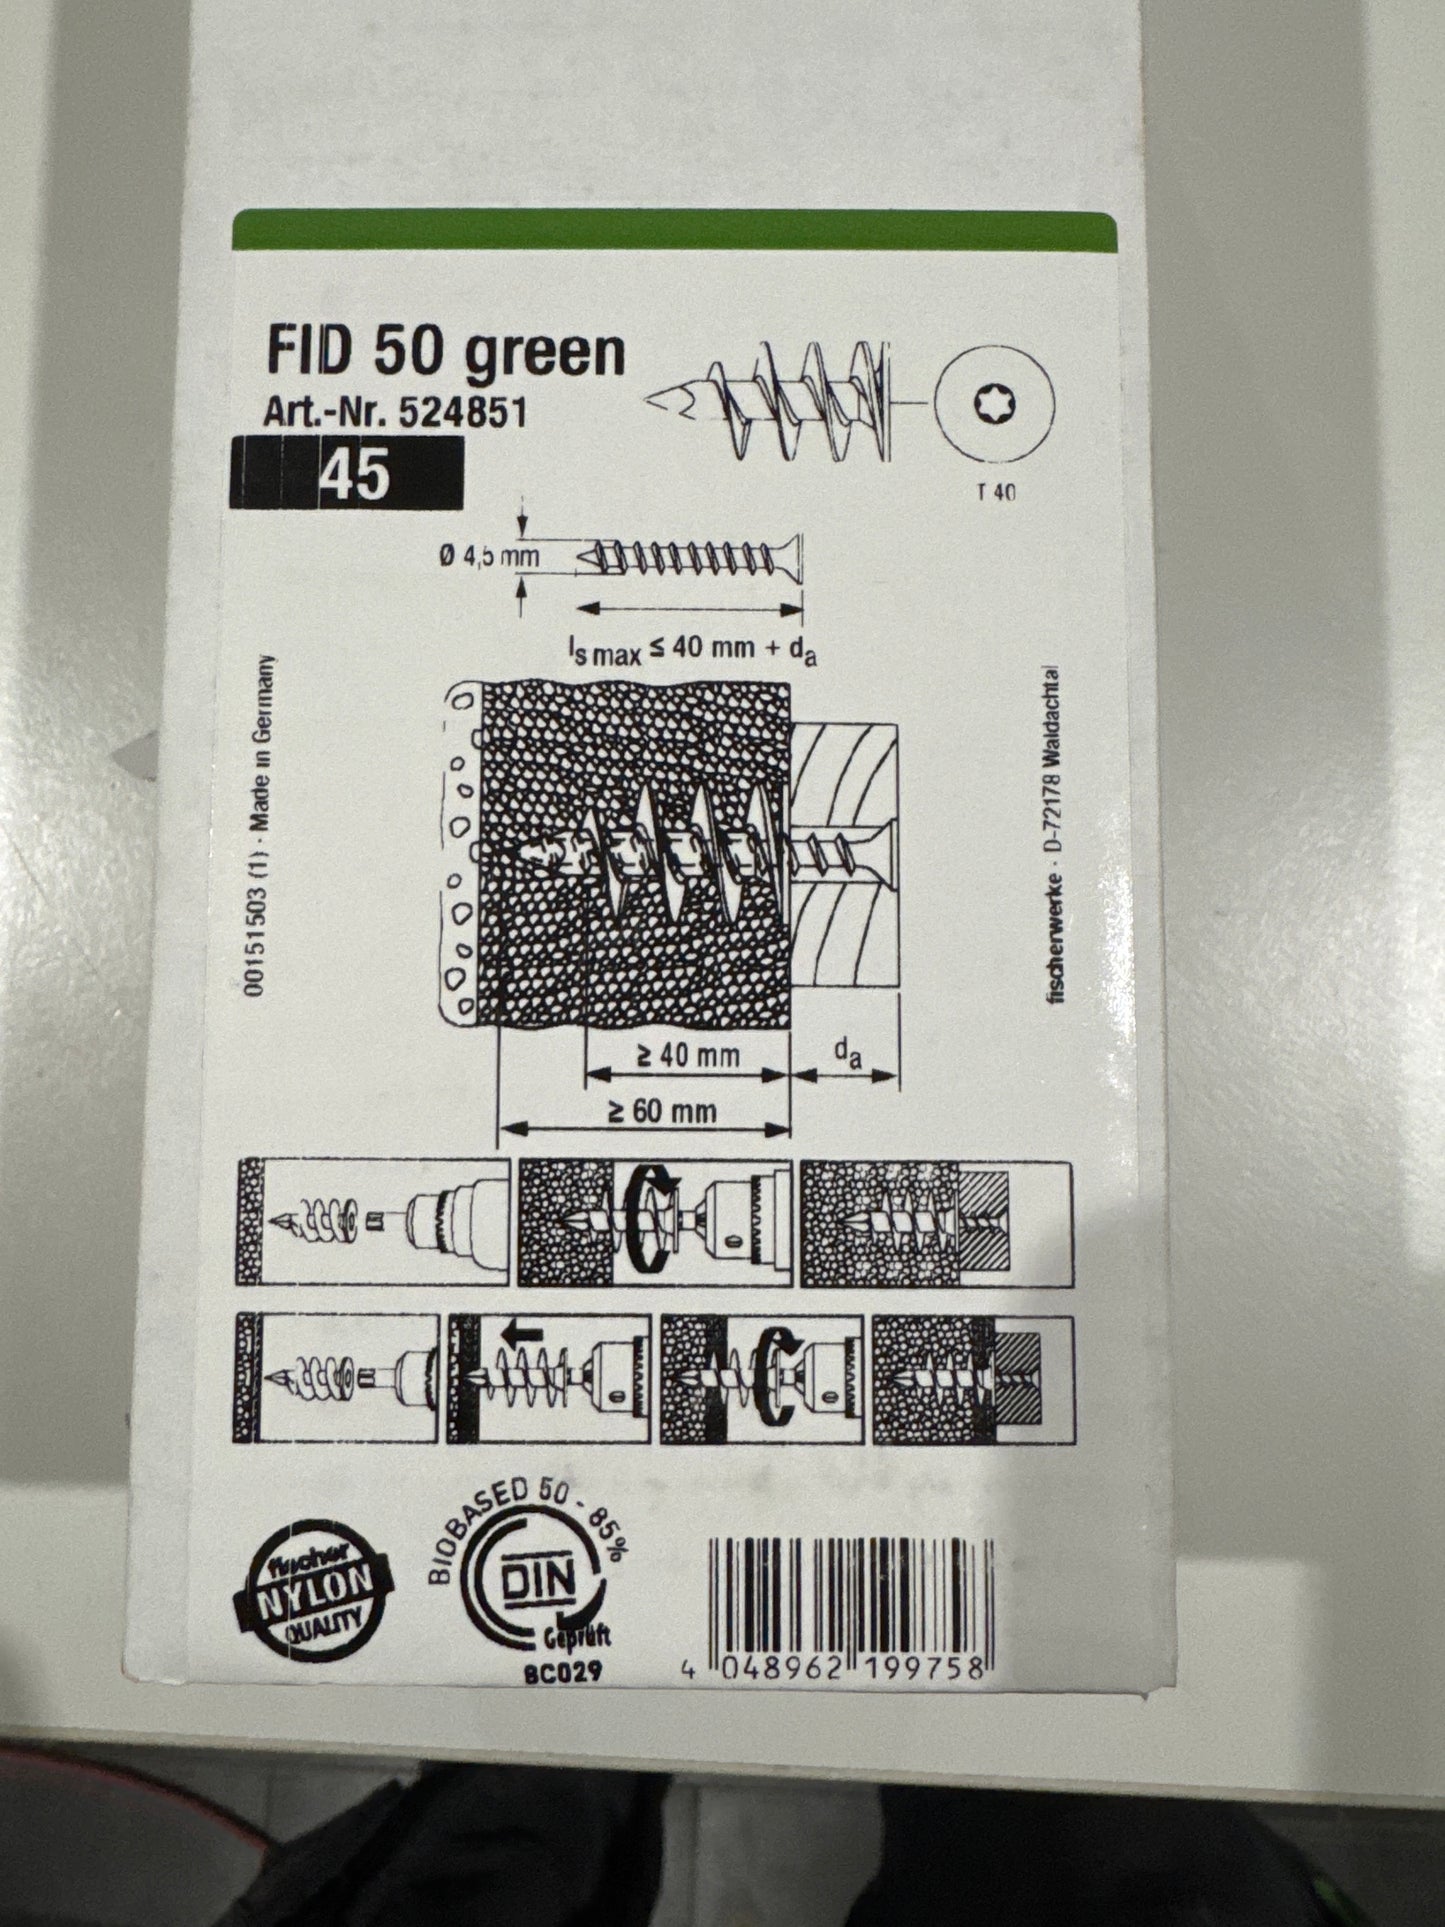 FID 50 green
Art.-Nr. 524851
45
T 40
Ø 4,5 mm
ls max ≤ 40 mm + da
00151503 (1) · Made in Germany
fischerwerke · D-72178 Waldachtal
≥ 40 mm
da
≥ 60 mm
fischer
NYLON
QUALITY
BIOBASED 50 - 85%
DIN
Geprüft
8C029
4 048962 199758